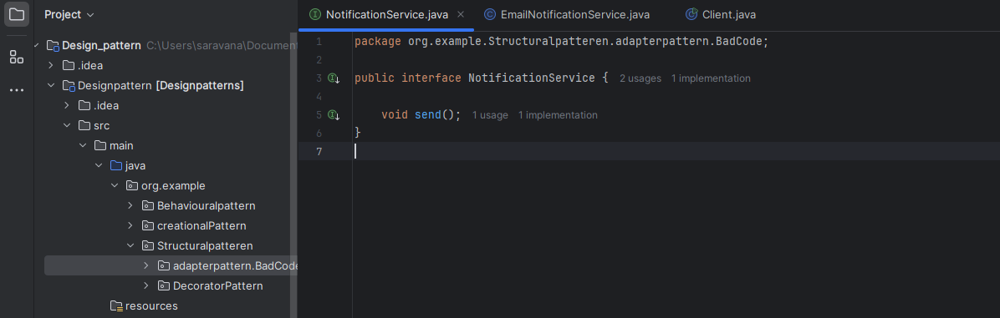 Project
Design_pattern C:\Users\saravana\Document
.idea
Designpattern [Designpatterns]
.idea
src
main
java
org.example
Behaviouralpattern
creationalPattern
Structuralpatteren
adapterpattern.BadCode
DecoratorPattern
resources
NotificationService.java EmailNotificationService.java Client.java
1 package org.example.Structuralpatteren.adapterpattern.BadCode;
2
3 public interface NotificationService { 2 usages 1 implementation
4
5 void send(); 1 usage 1 implementation
6 }
7